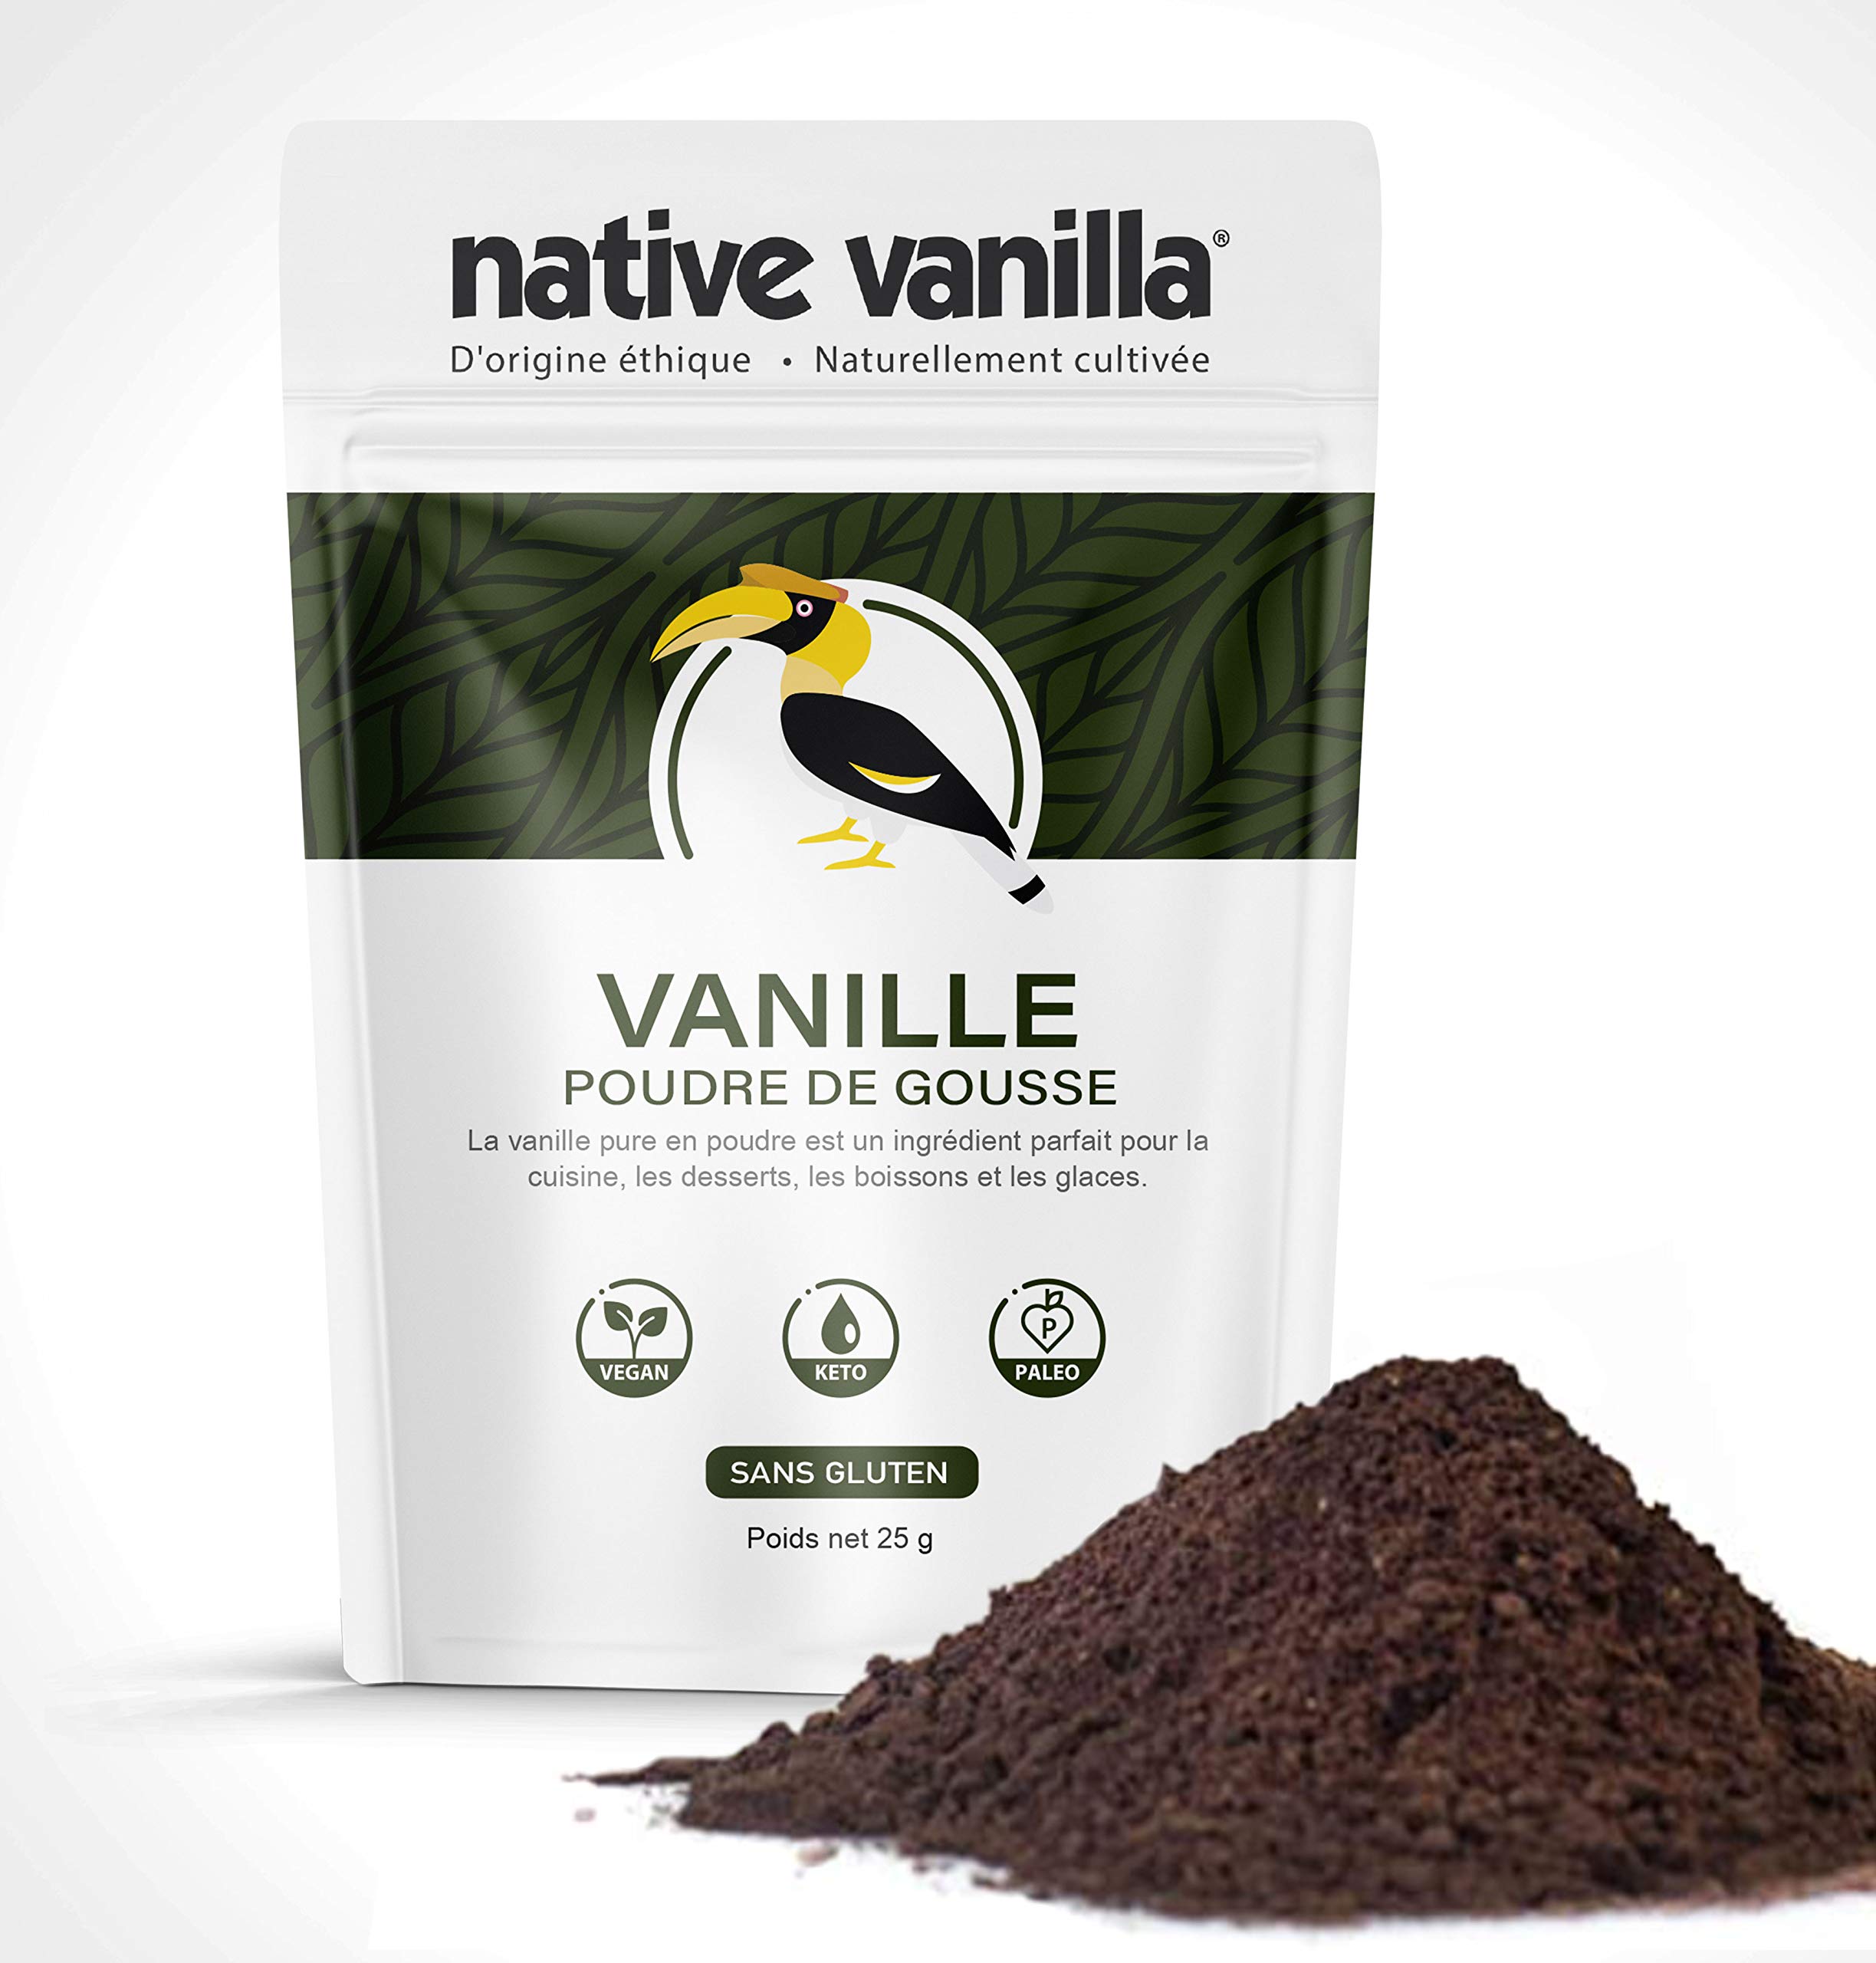 native vanilla®
D'origine éthique • Naturellement cultivée
VANILLE
POUDRE DE GOUSSE
La vanille pure en poudre est un ingrédient parfait pour la
cuisine, les desserts, les boissons et les glaces.
VEGAN
KETO
P
PALEO
SANS GLUTEN
Poids net 25 g